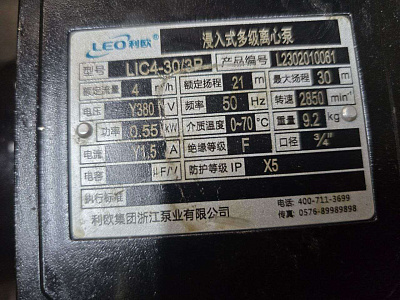 LEO 利欧 浸入式多级离心泵
型号 LIC4-30/3P 产品编号 L2302010061
额定流量 4 m³/h 额定扬程 21 m 最大扬程 30 m
电压 Y380 V 频率 50 Hz 转速 2850 min⁻¹
功率 0.55 kW 介质温度 0~70 ℃ 重量 9.2 kg
电流 Y1.5 A 绝缘等级 F 口径 ¾"
电容 μF/V 防护等级 IP X5
执行标准
利欧集团浙江泵业有限公司 电话: 400-711-3699
传真: 0576-89989898